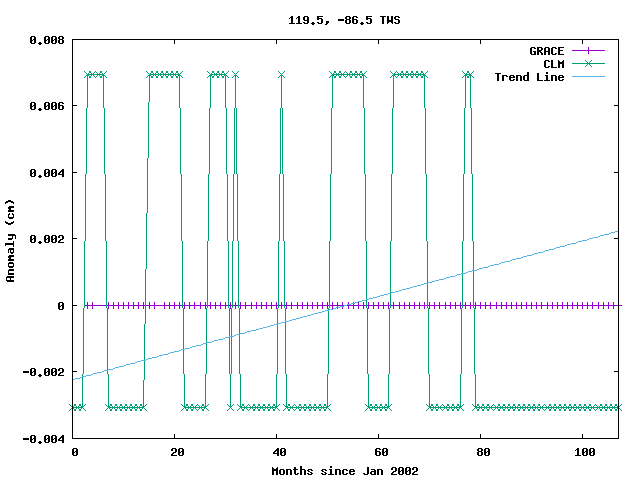 119.5, -86.5 TWS
GRACE
CLM
Trend Line
Anomaly (cm)
0.008
0.006
0.004
0.002
0
-0.002
-0.004
0 20 40 60 80 100
Months since Jan 2002